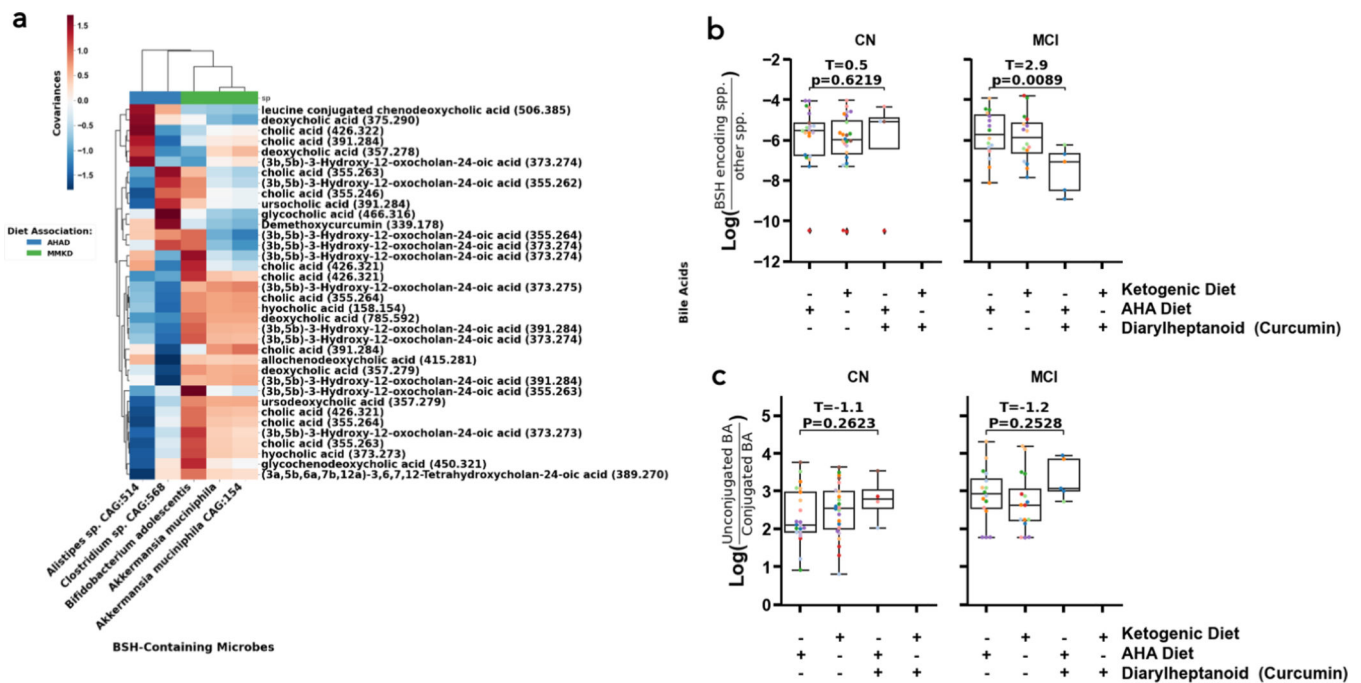 a
Covariances
1.5
1.0
0.5
0.0
−0.5
−1.0
−1.5
Diet Association:
AHAD
MMKD
sp
leucine conjugated chenodeoxycholic acid (506.385)
deoxycholic acid (375.290)
cholic acid (426.322)
cholic acid (391.284)
deoxycholic acid (357.278)
(3b,5b)-3-Hydroxy-12-oxocholan-24-oic acid (373.274)
cholic acid (355.263)
(3b,5b)-3-Hydroxy-12-oxocholan-24-oic acid (355.262)
cholic acid (355.246)
ursocholic acid (391.284)
glycocholic acid (466.316)
Demethoxycurcumin (339.178)
(3b,5b)-3-Hydroxy-12-oxocholan-24-oic acid (355.264)
(3b,5b)-3-Hydroxy-12-oxocholan-24-oic acid (373.274)
(3b,5b)-3-Hydroxy-12-oxocholan-24-oic acid (373.274)
cholic acid (426.321)
cholic acid (426.321)
(3b,5b)-3-Hydroxy-12-oxocholan-24-oic acid (373.275)
cholic acid (355.264)
hyocholic acid (158.154)
deoxycholic acid (785.592)
(3b,5b)-3-Hydroxy-12-oxocholan-24-oic acid (391.284)
(3b,5b)-3-Hydroxy-12-oxocholan-24-oic acid (373.274)
cholic acid (391.284)
allochenodeoxycholic acid (415.281)
deoxycholic acid (357.279)
(3b,5b)-3-Hydroxy-12-oxocholan-24-oic acid (391.284)
(3b,5b)-3-Hydroxy-12-oxocholan-24-oic acid (355.263)
ursodeoxycholic acid (357.279)
cholic acid (426.321)
cholic acid (355.264)
(3b,5b)-3-Hydroxy-12-oxocholan-24-oic acid (373.273)
cholic acid (355.263)
hyocholic acid (373.273)
glycochenodeoxycholic acid (450.321)
(3a,5b,6a,7b,12a)-3,6,7,12-Tetrahydroxycholan-24-oic acid (389.270)
Bile Acids
Alistipes sp. CAG:514
Clostridium sp. CAG:568
Bifidobacterium adolescentis
Akkermansia muciniphila
Akkermansia muciniphila CAG:154
BSH-Containing Microbes
b
CN
MCI
Log(BSH encoding spp. / other spp.)
−2
−4
−6
−8
−10
−12
T=0.5
p=0.6219
T=2.9
p=0.0089
- + - + - + - + Ketogenic Diet
+ - + - + - + - AHA Diet
- - + + - - + + Diarylheptanoid (Curcumin)
c
CN
MCI
Log(Unconjugated BA / Conjugated BA)
5
4
3
2
1
0
T=-1.1
P=0.2623
T=-1.2
P=0.2528
- + - + - + - + Ketogenic Diet
+ - + - + - + - AHA Diet
- - + + - - + + Diarylheptanoid (Curcumin)